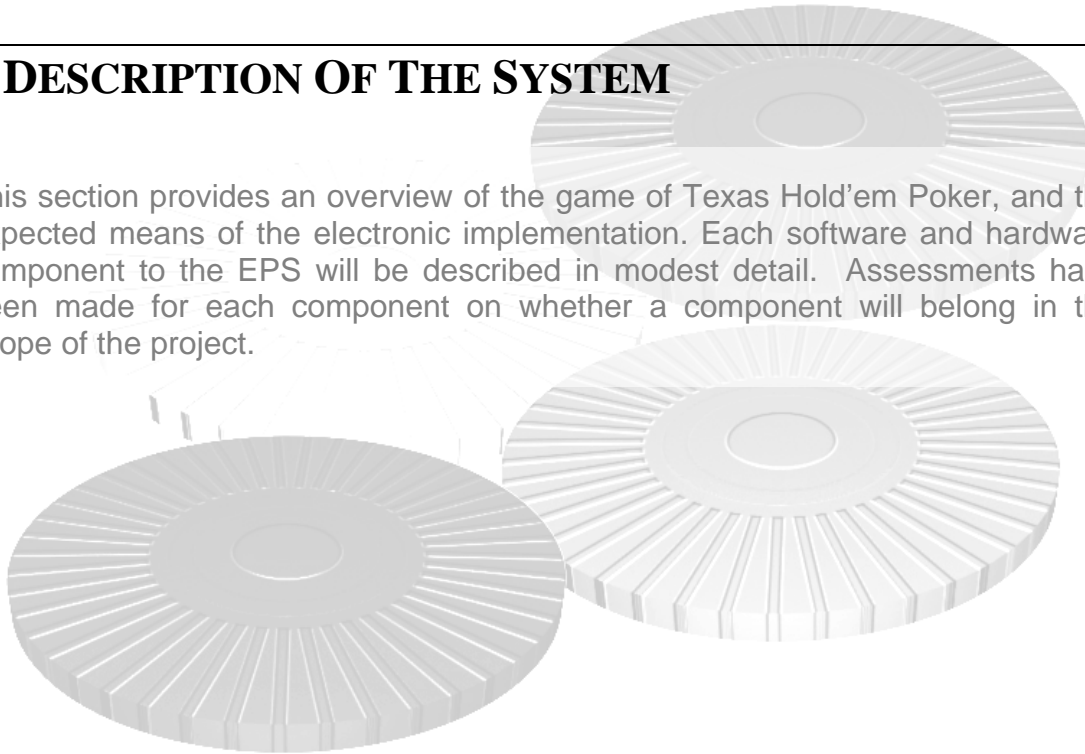 DESCRIPTION OF THE SYSTEM
his section provides an overview of the game of Texas Hold'em Poker, and t
pected means of the electronic implementation. Each software and hardwa
mponent to the EPS will be described in modest detail. Assessments ha
een made for each component on whether a component will belong in t
ope of the project.